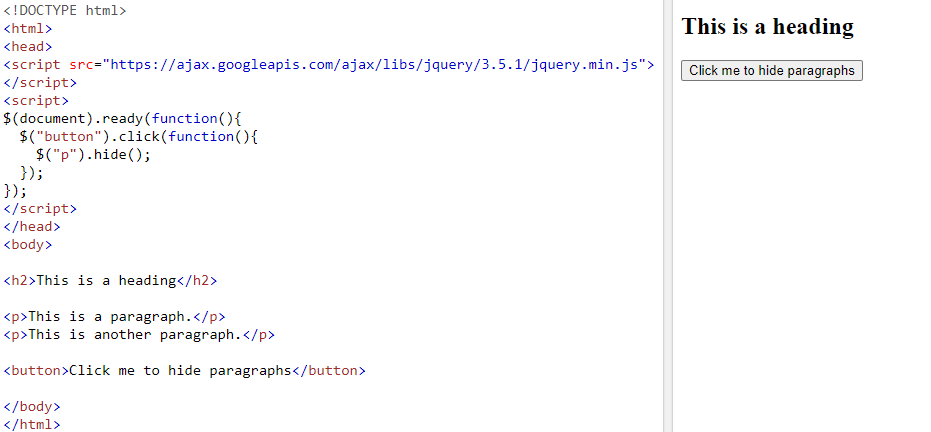 <!DOCTYPE html>
<html>
<head>
<script src="https://ajax.googleapis.com/ajax/libs/jquery/3.5.1/jquery.min.js">
</script>
<script>
$(document).ready(function(){
  $("button").click(function(){
    $("p").hide();
  });
});
</script>
</head>
<body>
<h2>This is a heading</h2>
<p>This is a paragraph.</p>
<p>This is another paragraph.</p>
<button>Click me to hide paragraphs</button>
</body>
</html>
This is a heading
Click me to hide paragraphs